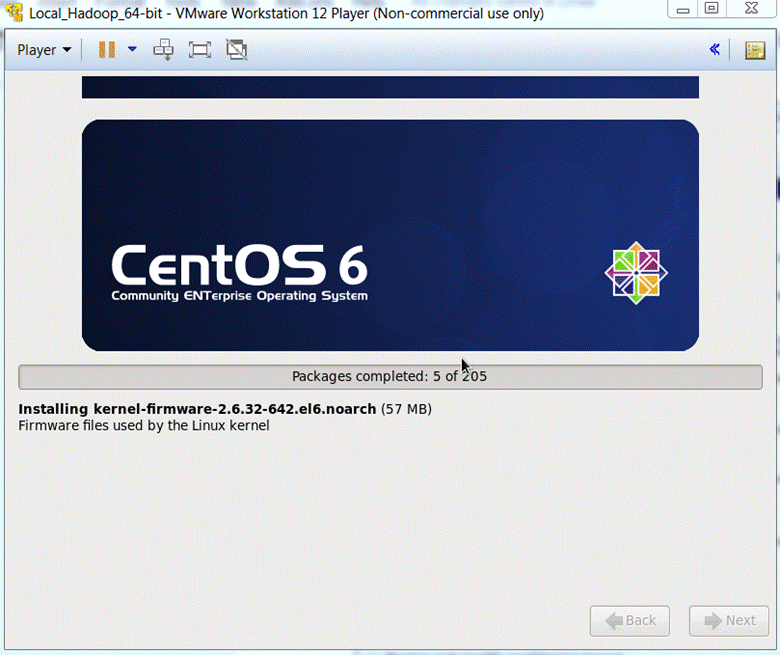 Local_Hadoop_64-bit - VMware Workstation 12 Player (Non-commercial use only)
Player
CentOS 6
Community ENTerprise Operating System
Packages completed: 5 of 205
Installing kernel-firmware-2.6.32-642.el6.noarch (57 MB)
Firmware files used by the Linux kernel
Back Next